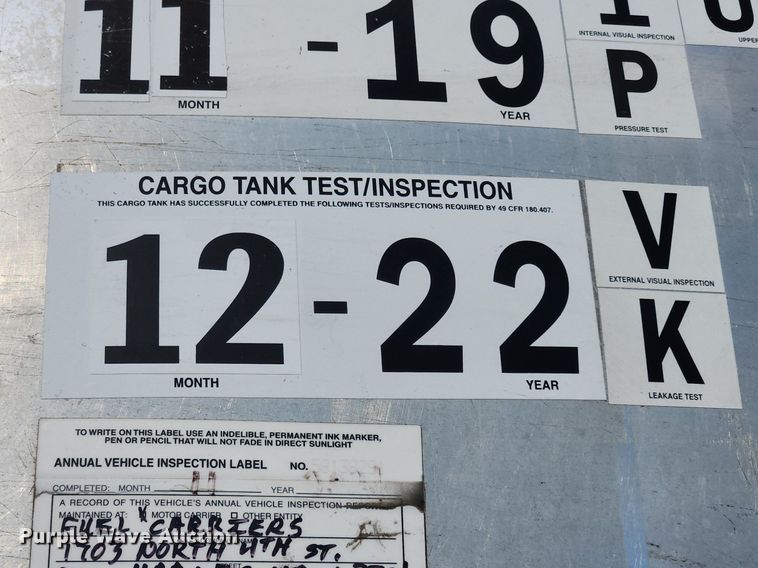 11 - 19
MONTH
YEAR
I
INTERNAL VISUAL INSPECTION
U
UPPER
P
PRESSURE TEST
CARGO TANK TEST/INSPECTION
THIS CARGO TANK HAS SUCCESSFULLY COMPLETED THE FOLLOWING TESTS/INSPECTIONS REQUIRED BY 49 CFR 180.407.
12 - 22
MONTH
YEAR
V
EXTERNAL VISUAL INSPECTION
K
LEAKAGE TEST
TO WRITE ON THIS LABEL USE AN INDELIBLE, PERMANENT INK MARKER,
PEN OR PENCIL THAT WILL NOT FADE IN DIRECT SUNLIGHT
ANNUAL VEHICLE INSPECTION LABEL NO.
COMPLETED: MONTH 11 YEAR
A RECORD OF THIS VEHICLE'S ANNUAL VEHICLE INSPECTION REPORT
MAINTAINED AT: MOTOR CARRIER OTHER ENTITY
FUEL CARRIERS
1703 NORTH 4TH ST.
Purple Wave Auction